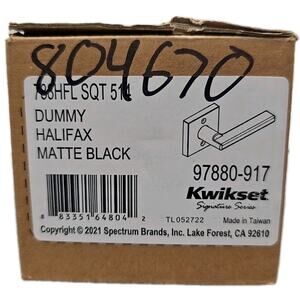 804670
788HFL SQT 514
DUMMY
HALIFAX
MATTE BLACK
97880-917
Kwikset
Signature Series
8 83351 64804 2
TL052722
Made in Taiwan
Copyright © 2021 Spectrum Brands, Inc. Lake Forest, CA 92610